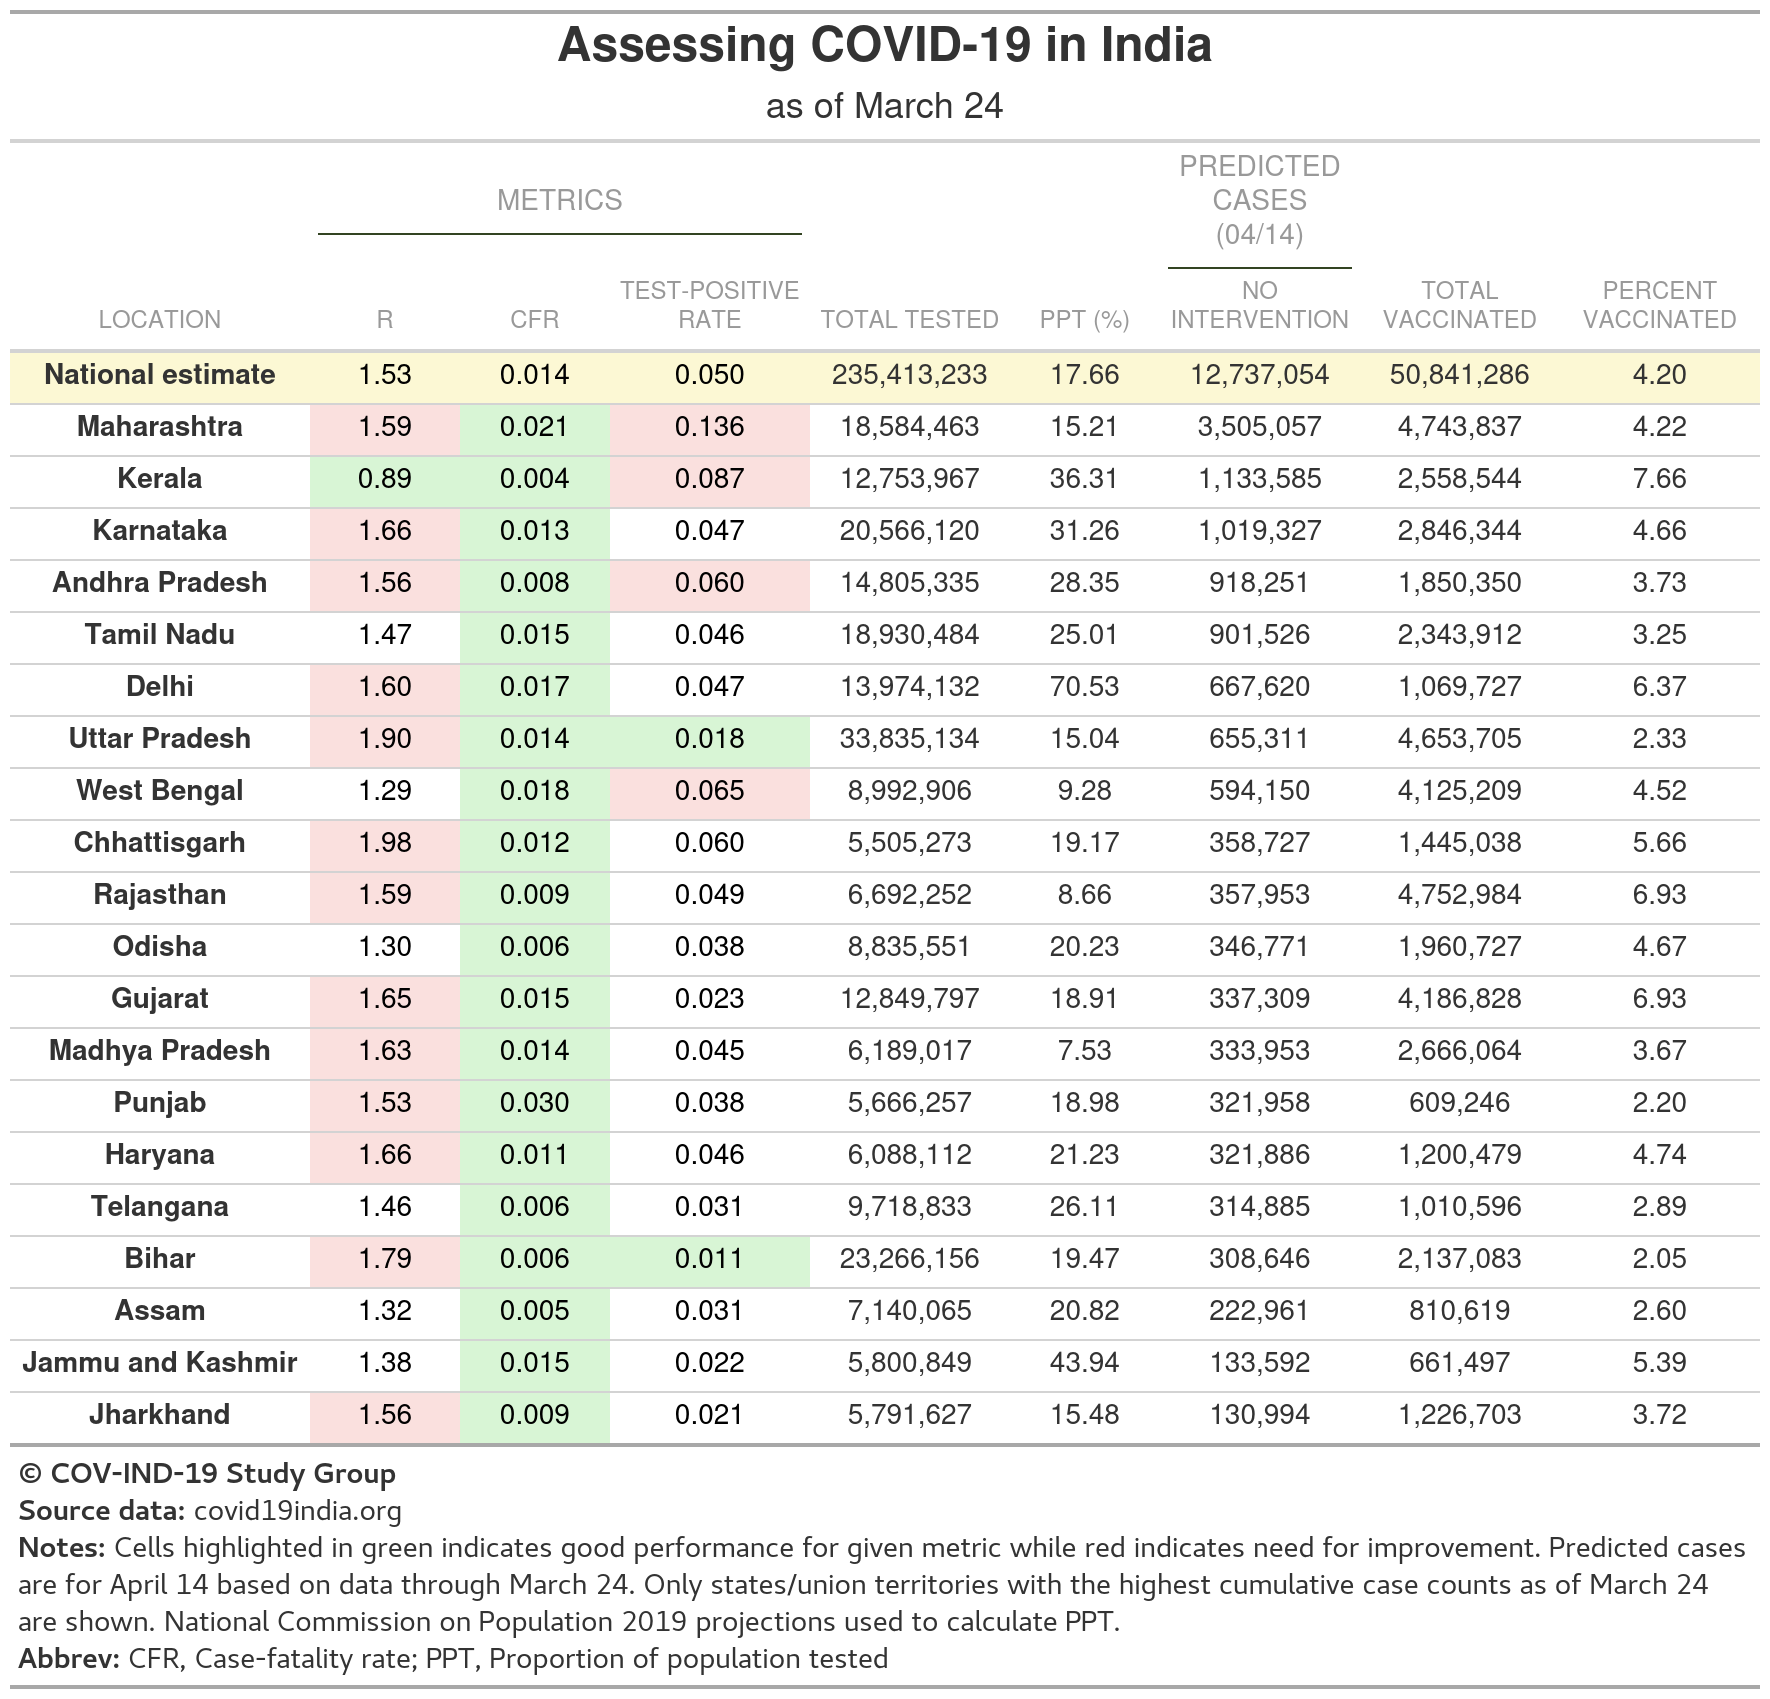 Assessing COVID-19 in India
as of March 24
METRICS
PREDICTED
CASES
(04/14)
LOCATION R CFR TEST-POSITIVE RATE TOTAL TESTED PPT (%) NO INTERVENTION TOTAL VACCINATED PERCENT VACCINATED
National estimate 1.53 0.014 0.050 235,413,233 17.66 12,737,054 50,841,286 4.20
Maharashtra 1.59 0.021 0.136 18,584,463 15.21 3,505,057 4,743,837 4.22
Kerala 0.89 0.004 0.087 12,753,967 36.31 1,133,585 2,558,544 7.66
Karnataka 1.66 0.013 0.047 20,566,120 31.26 1,019,327 2,846,344 4.66
Andhra Pradesh 1.56 0.008 0.060 14,805,335 28.35 918,251 1,850,350 3.73
Tamil Nadu 1.47 0.015 0.046 18,930,484 25.01 901,526 2,343,912 3.25
Delhi 1.60 0.017 0.047 13,974,132 70.53 667,620 1,069,727 6.37
Uttar Pradesh 1.90 0.014 0.018 33,835,134 15.04 655,311 4,653,705 2.33
West Bengal 1.29 0.018 0.065 8,992,906 9.28 594,150 4,125,209 4.52
Chhattisgarh 1.98 0.012 0.060 5,505,273 19.17 358,727 1,445,038 5.66
Rajasthan 1.59 0.009 0.049 6,692,252 8.66 357,953 4,752,984 6.93
Odisha 1.30 0.006 0.038 8,835,551 20.23 346,771 1,960,727 4.67
Gujarat 1.65 0.015 0.023 12,849,797 18.91 337,309 4,186,828 6.93
Madhya Pradesh 1.63 0.014 0.045 6,189,017 7.53 333,953 2,666,064 3.67
Punjab 1.53 0.030 0.038 5,666,257 18.98 321,958 609,246 2.20
Haryana 1.66 0.011 0.046 6,088,112 21.23 321,886 1,200,479 4.74
Telangana 1.46 0.006 0.031 9,718,833 26.11 314,885 1,010,596 2.89
Bihar 1.79 0.006 0.011 23,266,156 19.47 308,646 2,137,083 2.05
Assam 1.32 0.005 0.031 7,140,065 20.82 222,961 810,619 2.60
Jammu and Kashmir 1.38 0.015 0.022 5,800,849 43.94 133,592 661,497 5.39
Jharkhand 1.56 0.009 0.021 5,791,627 15.48 130,994 1,226,703 3.72
© COV-IND-19 Study Group
Source data: covid19india.org
Notes: Cells highlighted in green indicates good performance for given metric while red indicates need for improvement. Predicted cases
are for April 14 based on data through March 24. Only states/union territories with the highest cumulative case counts as of March 24
are shown. National Commission on Population 2019 projections used to calculate PPT.
Abbrev: CFR, Case-fatality rate; PPT, Proportion of population tested